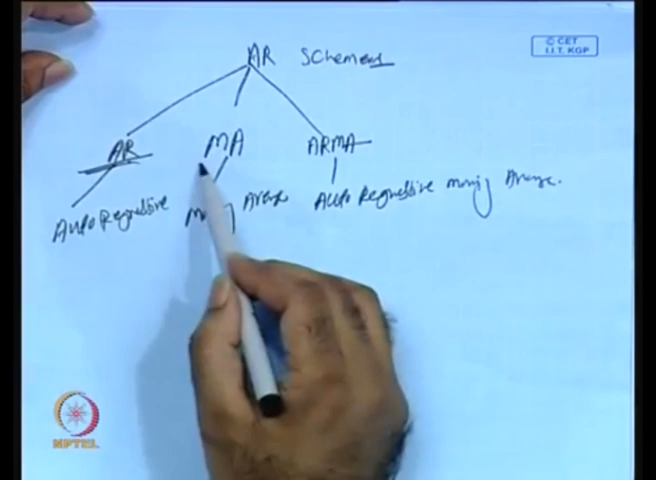 AR Schemes
© CET
I.I.T. KGP
AR MA ARMA
Auto Regressive Moving Average Auto Regressive moving Average.
NPTEL